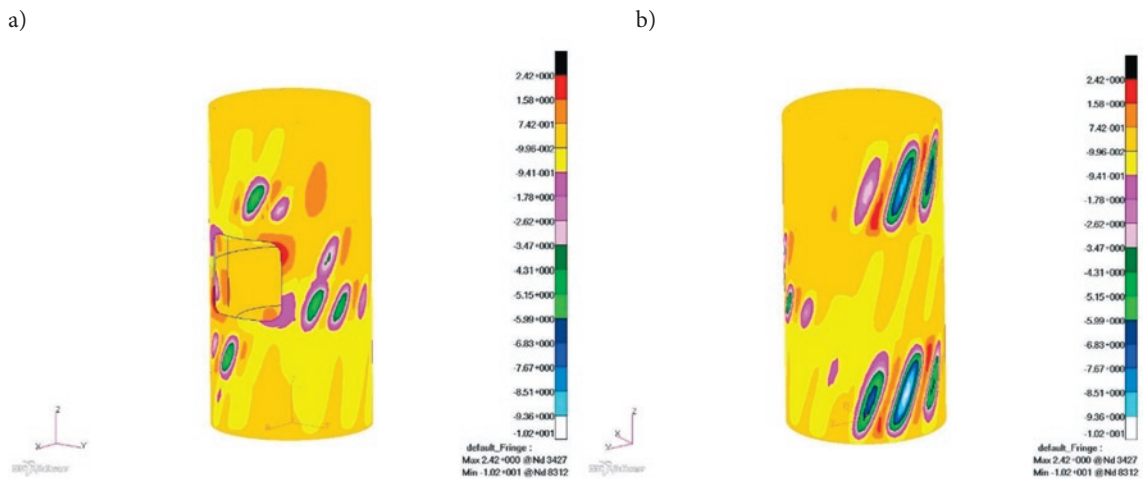 a)
b)
2.42+000
1.58+000
7.42-001
-9.96-002
-9.41-001
-1.78+000
-2.62+000
-3.47+000
-4.31+000
-5.15+000
-5.99+000
-6.83+000
-7.67+000
-8.51+000
-9.36+000
-1.02+001
default_Fringe :
Max 2.42+000 @Nd 3427
Min -1.02+001 @Nd 8312
Z
X
Y
2.42+000
1.58+000
7.42-001
-9.96-002
-9.41-001
-1.78+000
-2.62+000
-3.47+000
-4.31+000
-5.15+000
-5.99+000
-6.83+000
-7.67+000
-8.51+000
-9.36+000
-1.02+001
default_Fringe :
Max 2.42+000 @Nd 3427
Min -1.02+001 @Nd 8312
Z
X
Y